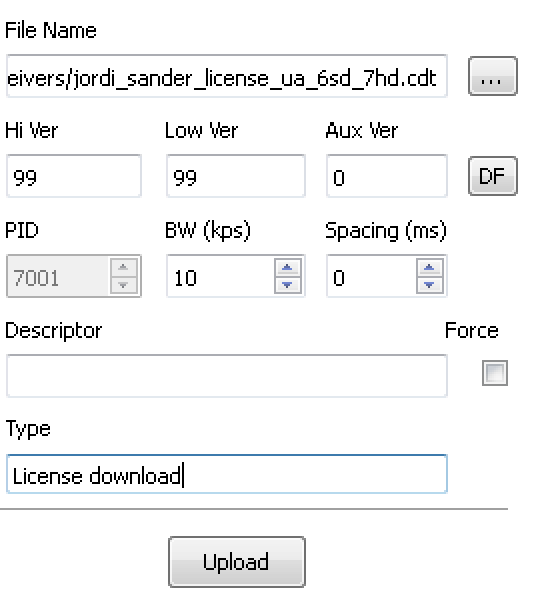 File Name
eivers/jordi_sander_license_ua_6sd_7hd.cdt ...
Hi Ver Low Ver Aux Ver
99 99 0 DF
PID BW (kps) Spacing (ms)
7001 10 0
Descriptor Force
Type
License download
Upload